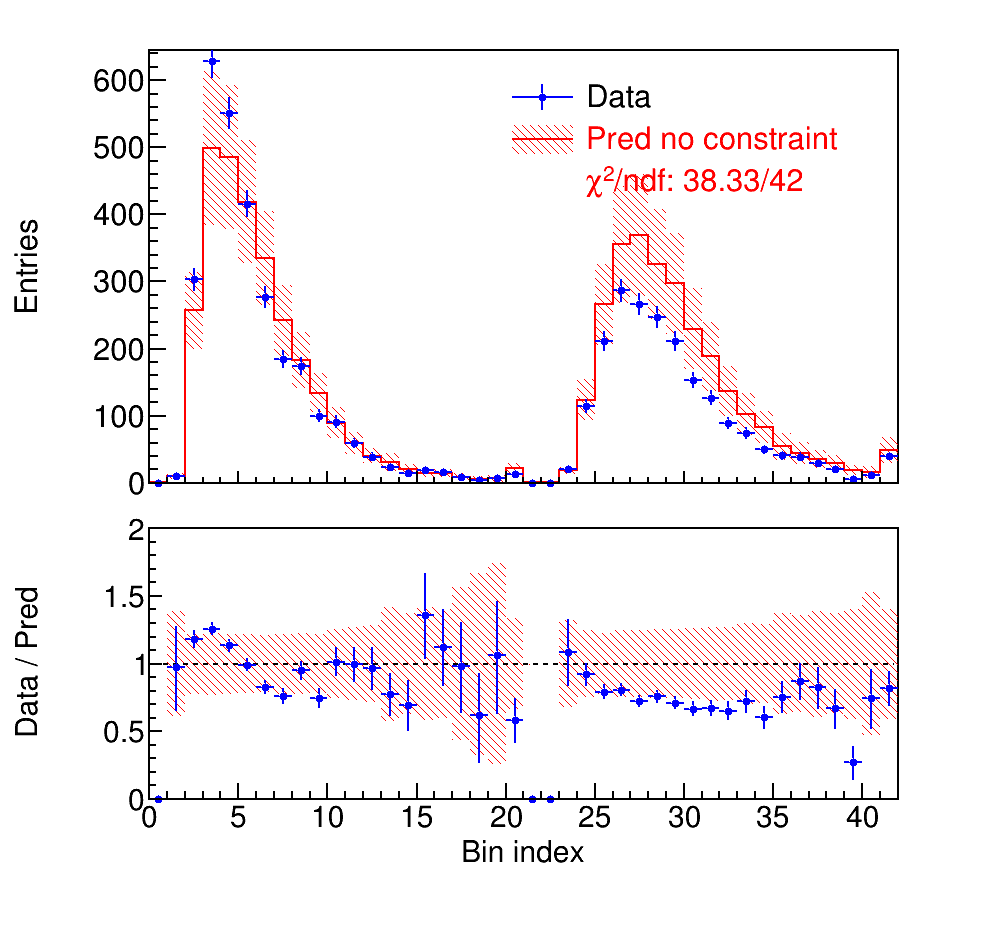 Entries
600
500
400
300
200
100
0
Data
Pred no constraint
χ²/ndf: 38.33/42
Data / Pred
2
1.5
1
0.5
0
0 5 10 15 20 25 30 35 40
Bin index